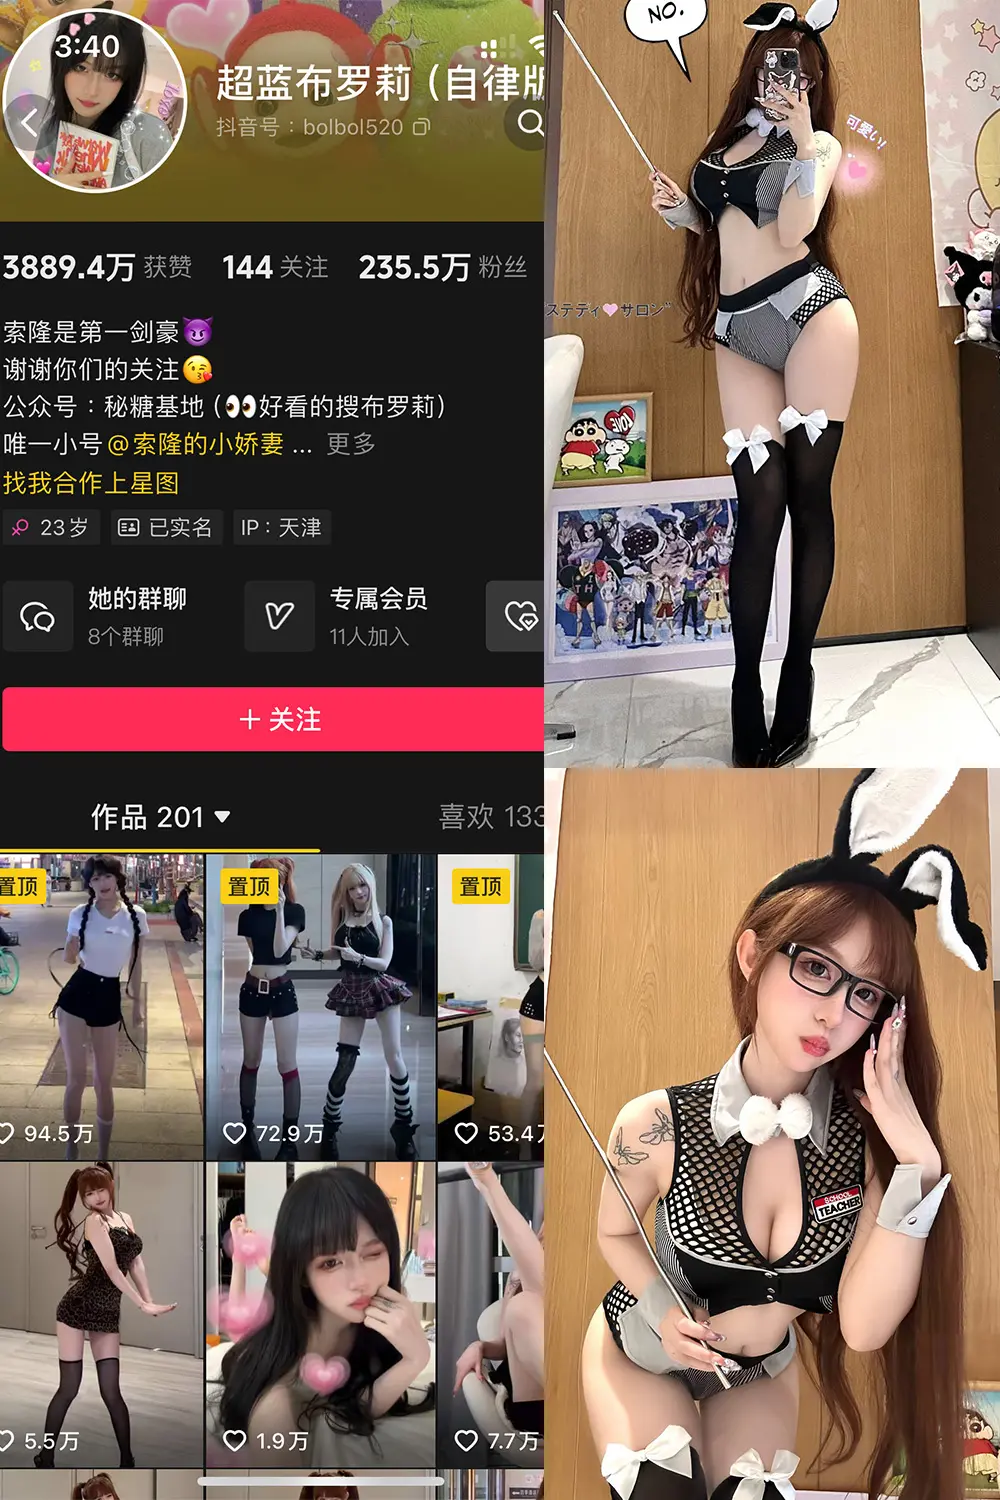 3:40
超蓝布罗莉（自律版
抖音号：bolbol520
3889.4万 获赞 144 关注 235.5万 粉丝
索隆是第一剑豪😈
谢谢你们的关注😘
公众号：秘糖基地（👀好看的搜布罗莉）
唯一小号@索隆的小娇妻 ... 更多
找我合作上星图
23岁 已实名 IP：天津
她的群聊
8个群聊
专属会员
11人加入
+ 关注
作品 201 喜欢 133
置顶
置顶
置顶
94.5万
72.9万
53.4万
5.5万
1.9万
7.7万
NO.
可愛い!
ステディ サロン"
LOVE
SCHOOL
TEACHER